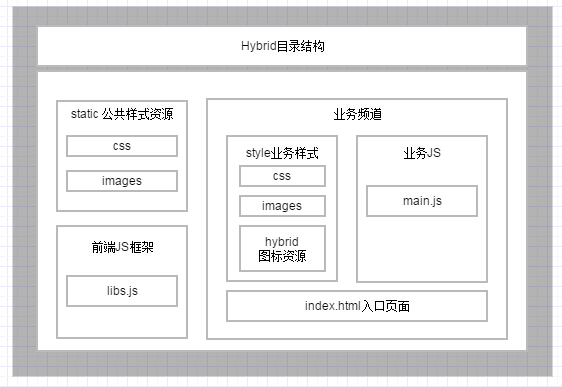 Hybrid目录结构
static 公共样式资源
css
images
前端JS框架
libs.js
业务频道
style业务样式
css
images
hybrid
图标资源
业务JS
main.js
index.html入口页面